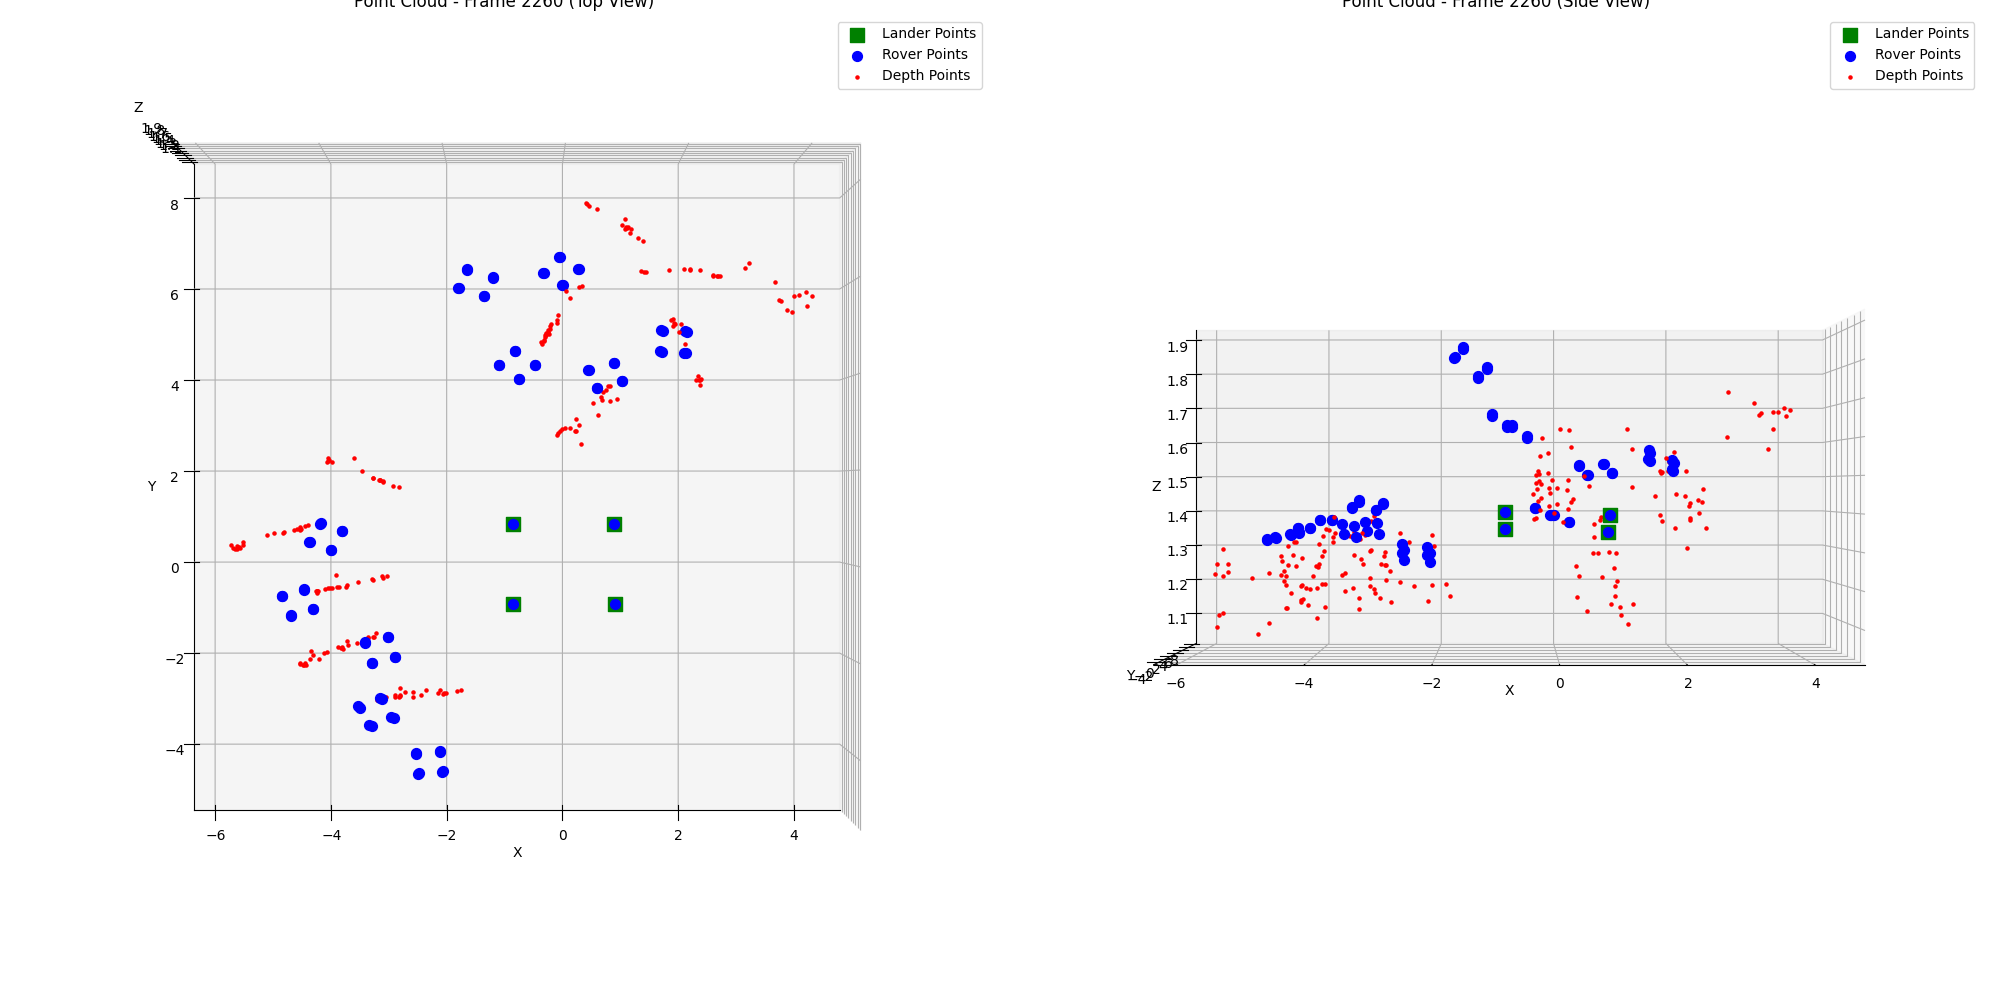 Point Cloud - Frame 2260 (Top View)
Lander Points
Rover Points
Depth Points
Z
8
6
4
2
0
−2
−4
Y
−6
−4
−2
0
2
4
X
Point Cloud - Frame 2260 (Side View)
Lander Points
Rover Points
Depth Points
1.9
1.8
1.7
1.6
1.5
1.4
1.3
1.2
1.1
Z
Y
−6
−4
−2
0
2
4
X